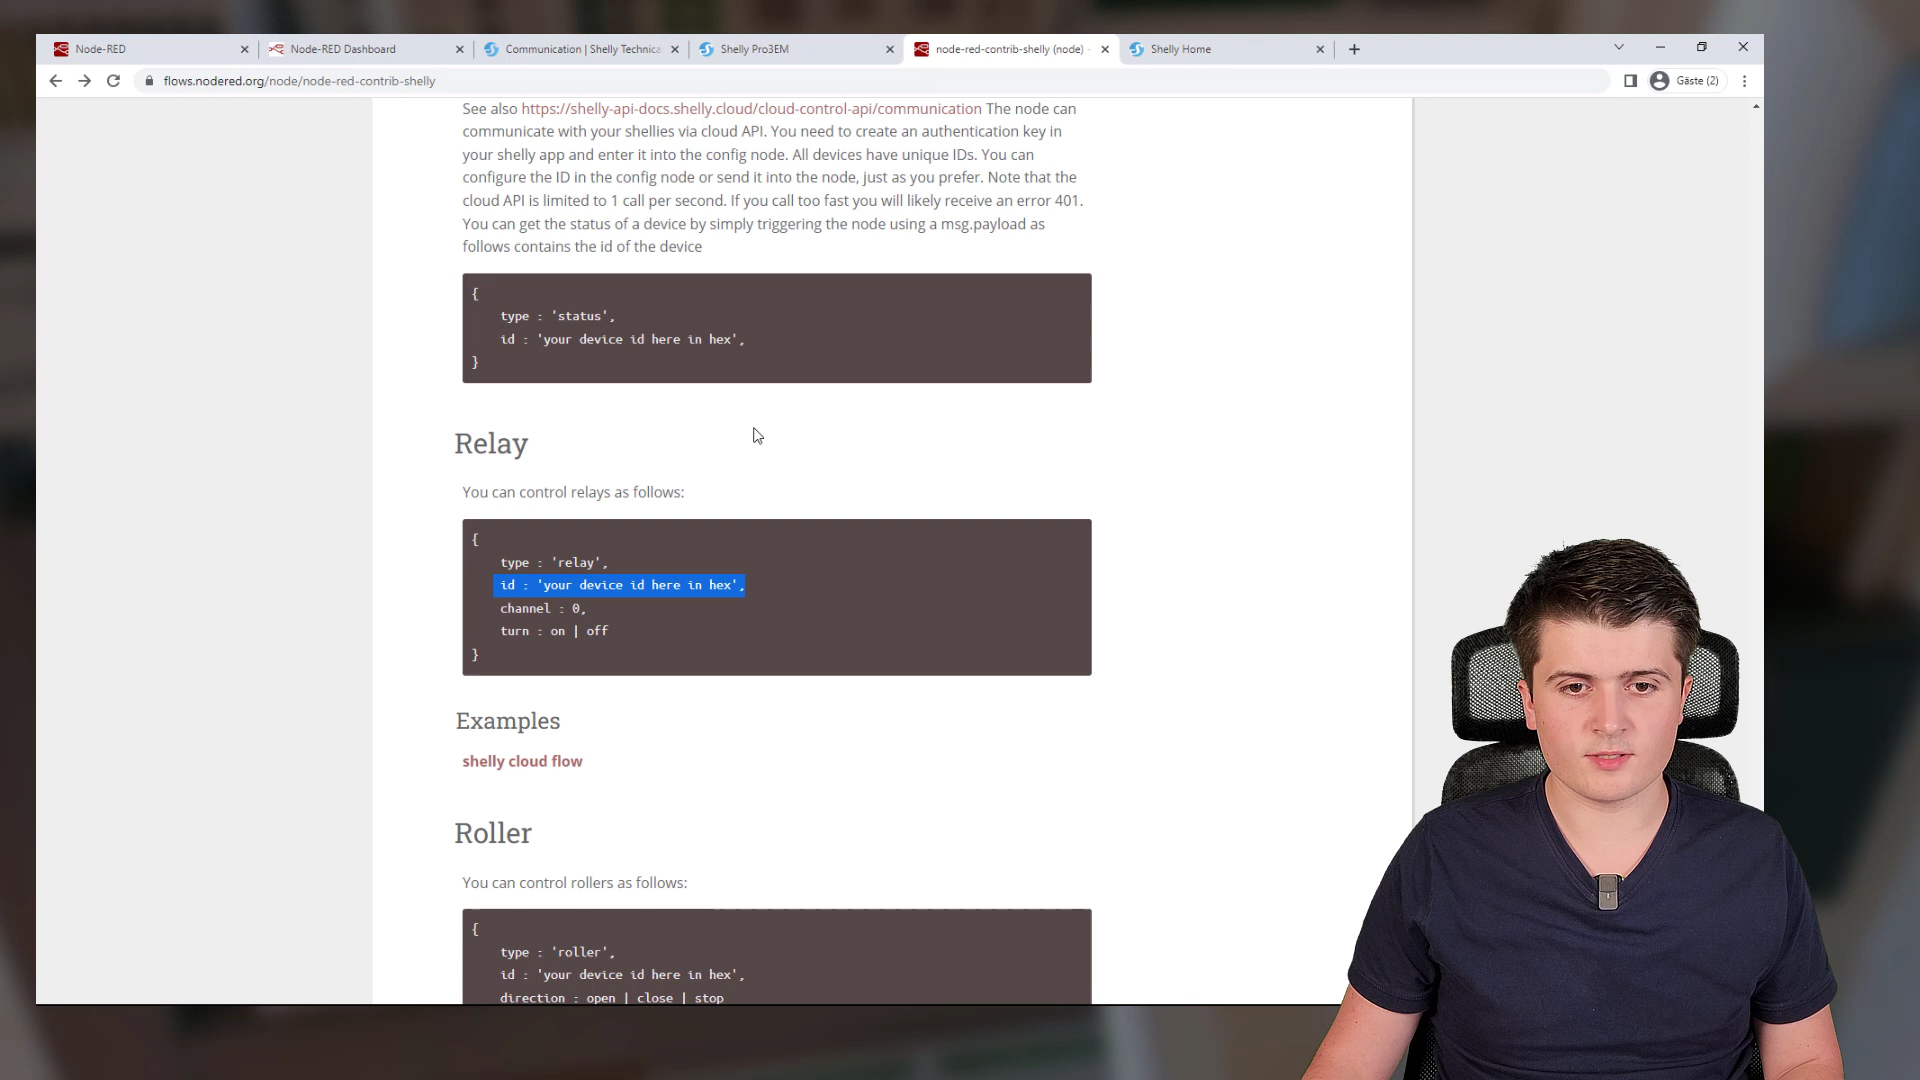 Node-RED
Node-RED Dashboard
Communication | Shelly Technica
Shelly Pro3EM
node-red-contrib-shelly (node)
Shelly Home
flows.nodered.org/node/node-red-contrib-shelly
Gäste (2)
See also https://shelly-api-docs.shelly.cloud/cloud-control-api/communication The node can
communicate with your shellies via cloud API. You need to create an authentication key in
your shelly app and enter it into the config node. All devices have unique IDs. You can
configure the ID in the config node or send it into the node, just as you prefer. Note that the
cloud API is limited to 1 call per second. If you call too fast you will likely receive an error 401.
You can get the status of a device by simply triggering the node using a msg.payload as
follows contains the id of the device
{
type : 'status',
id : 'your device id here in hex',
}
Relay
You can control relays as follows:
{
type : 'relay',
id : 'your device id here in hex',
channel : 0,
turn : on | off
}
Examples
shelly cloud flow
Roller
You can control rollers as follows:
{
type : 'roller',
id : 'your device id here in hex',
direction : open | close | stop